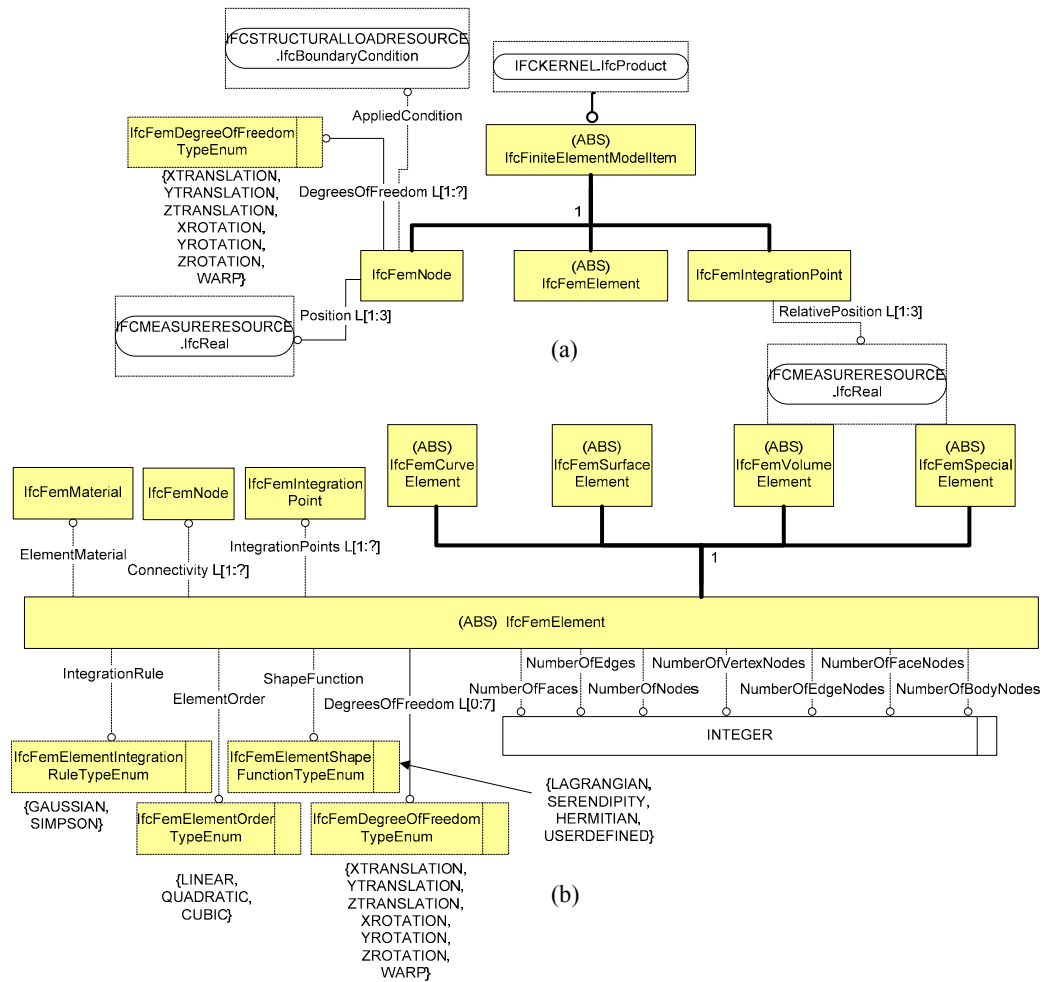 IFCSTRUCTURALLOADRESOURCE
.IfcBoundaryCondition
IFCKERNEL.IfcProduct
AppliedCondition
IfcFemDegreeOfFreedom
TypeEnum
(ABS)
IfcFiniteElementModelItem
{XTRANSLATION,
YTRANSLATION,
ZTRANSLATION,
XROTATION,
YROTATION,
ZROTATION,
WARP}
DegreesOfFreedom L[1:?]
1
IfcFemNode
(ABS)
IfcFemElement
IfcFemIntegrationPoint
Position L[1:3]
RelativePosition L[1:3]
IFCMEASURERESOURCE
.IfcReal
(a)
IFCMEASURERESOURCE
.IfcReal
(ABS)
IfcFemCurve
Element
(ABS)
IfcFemSurface
Element
(ABS)
IfcFemVolume
Element
(ABS)
IfcFemSpecial
Element
IfcFemMaterial
IfcFemNode
IfcFemIntegration
Point
ElementMaterial
Connectivity L[1:?]
IntegrationPoints L[1:?]
1
(ABS) IfcFemElement
IntegrationRule
ElementOrder
ShapeFunction
DegreesOfFreedom L[0:7]
NumberOfFaces
NumberOfEdges
NumberOfNodes
NumberOfVertexNodes
NumberOfEdgeNodes
NumberOfFaceNodes
NumberOfBodyNodes
INTEGER
IfcFemElementIntegration
RuleTypeEnum
IfcFemElementShape
FunctionTypeEnum
{GAUSSIAN,
SIMPSON}
{LAGRANGIAN,
SERENDIPITY,
HERMITIAN,
USERDEFINED}
IfcFemElementOrder
TypeEnum
IfcFemDegreeOfFreedom
TypeEnum
{LINEAR,
QUADRATIC,
CUBIC}
{XTRANSLATION,
YTRANSLATION,
ZTRANSLATION,
XROTATION,
YROTATION,
ZROTATION,
WARP}
(b)